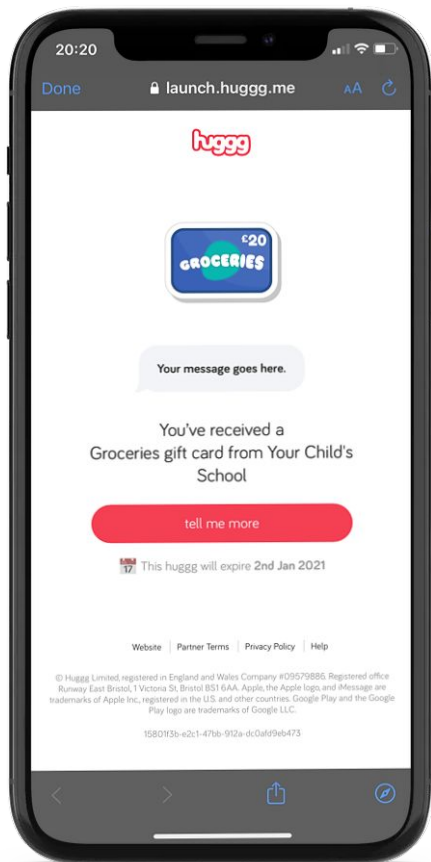 20:20
Done
launch.huggg.me
AA
huggg
£20
GROCERIES
Your message goes here.
You've received a
Groceries gift card from Your Child's
School
tell me more
17
This huggg will expire 2nd Jan 2021
Website | Partner Terms | Privacy Policy | Help
© Huggg Limited, registered in England and Wales Company #09579886. Registered office
Runway East Bristol, 1 Victoria St, Bristol BS1 6AA. Apple, the Apple logo, and iMessage are
trademarks of Apple Inc., registered in the U.S. and other countries. Google Play and the Google
Play logo are trademarks of Google LLC.
15801f3b-e2c1-47bb-912a-dc0afd9eb473